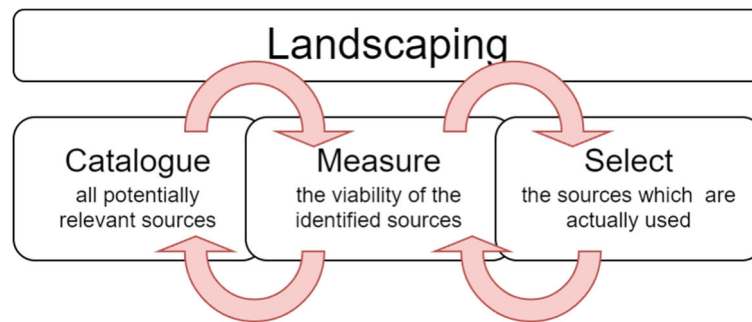 Landscaping
Catalogue
all potentially
relevant sources
Measure
the viability of the
identified sources
Select
the sources which are
actually used